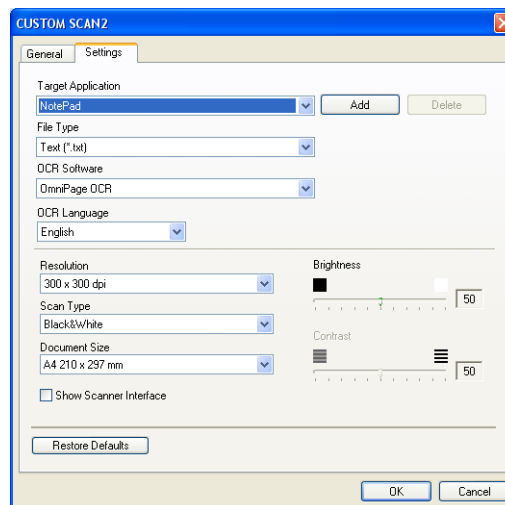 CUSTOM SCAN2
General Settings
Target Application
NotePad Add Delete
File Type
Text (*.txt)
OCR Software
OmniPage OCR
OCR Language
English
Resolution Brightness
300 x 300 dpi 50
Scan Type
Black&White
Contrast
Document Size
A4 210 x 297 mm 50
Show Scanner Interface
Restore Defaults
OK Cancel